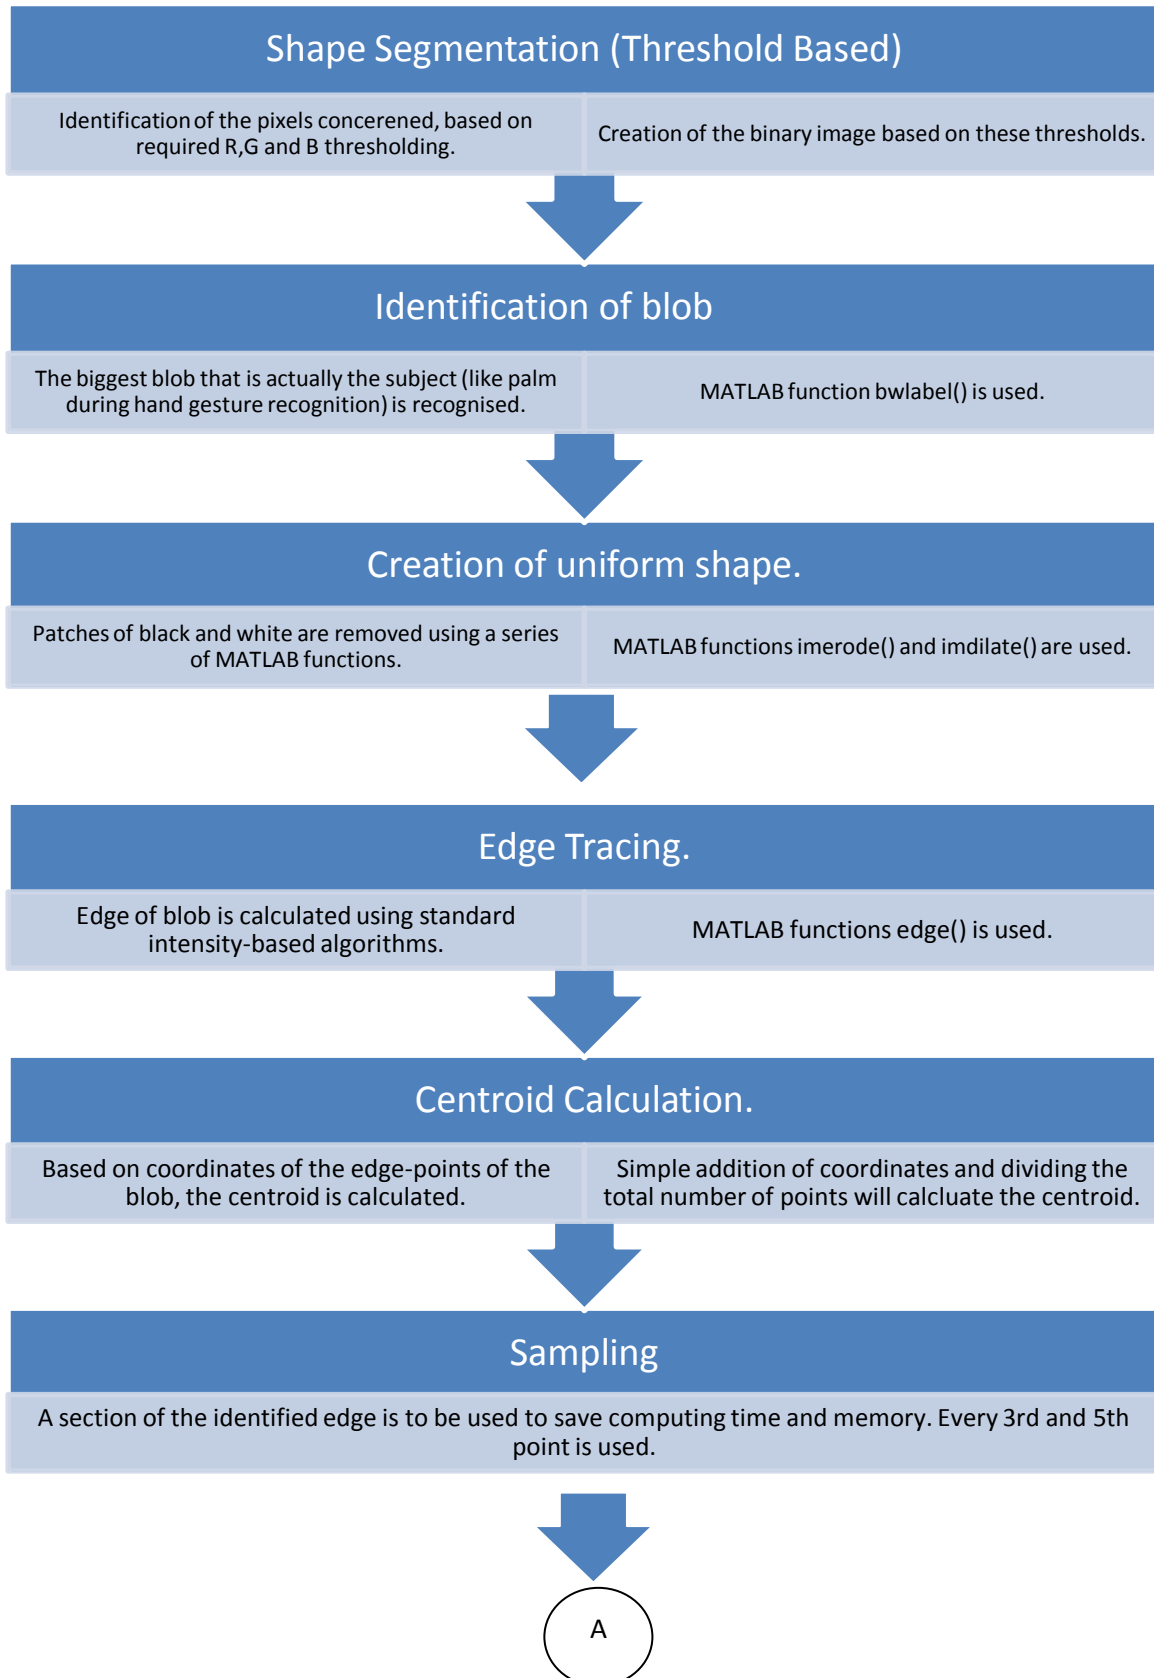 Shape Segmentation (Threshold Based)
Identification of the pixels concerened, based on
required R,G and B thresholding.
Creation of the binary image based on these thresholds.
Identification of blob
The biggest blob that is actually the subject (like palm
during hand gesture recognition) is recognised.
MATLAB function bwlabel() is used.
Creation of uniform shape.
Patches of black and white are removed using a series
of MATLAB functions.
MATLAB functions imerode() and imdilate() are used.
Edge Tracing.
Edge of blob is calculated using standard
intensity-based algorithms.
MATLAB functions edge() is used.
Centroid Calculation.
Based on coordinates of the edge-points of the
blob, the centroid is calculated.
Simple addition of coordinates and dividing the
total number of points will calcluate the centroid.
Sampling
A section of the identified edge is to be used to save computing time and memory. Every 3rd and 5th
point is used.
A